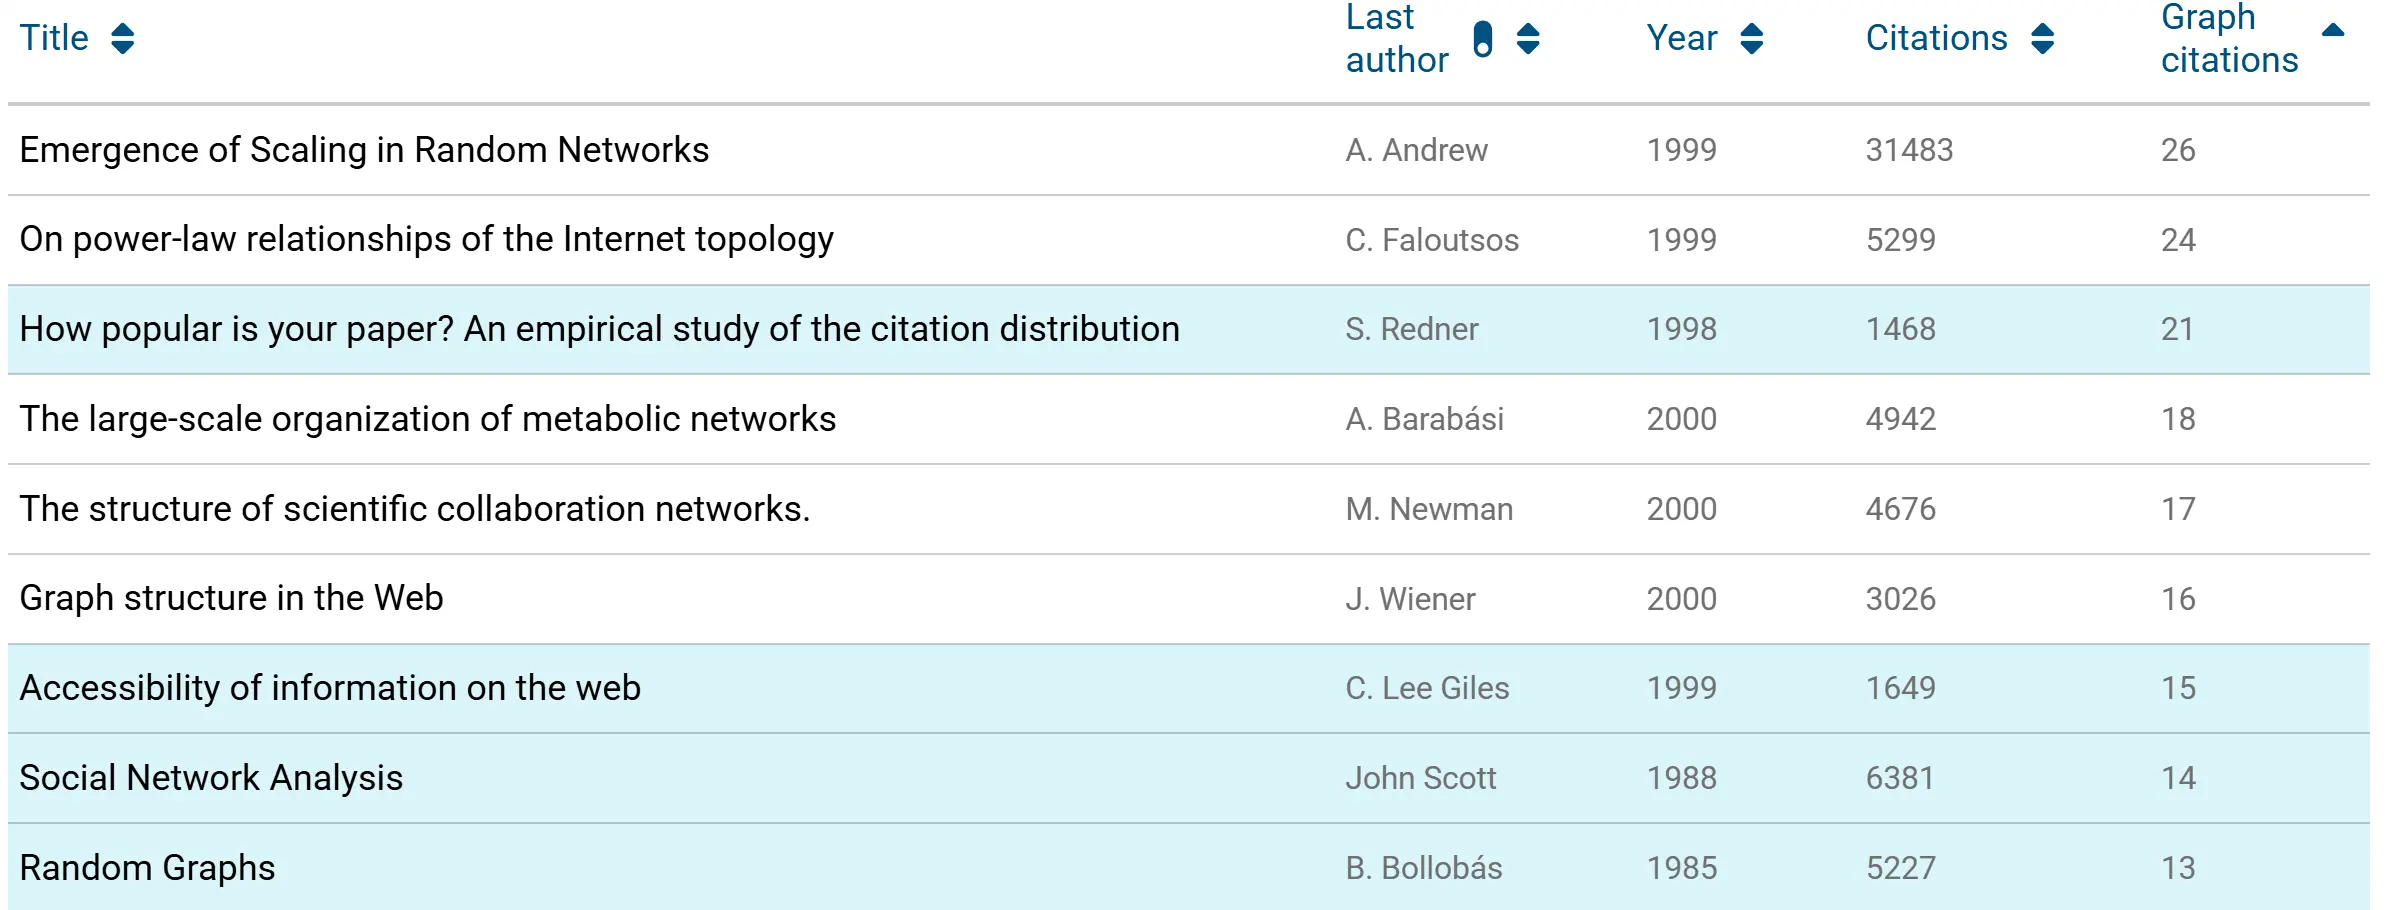 Title Last author Year Citations Graph citations
Emergence of Scaling in Random Networks A. Andrew 1999 31483 26
On power-law relationships of the Internet topology C. Faloutsos 1999 5299 24
How popular is your paper? An empirical study of the citation distribution S. Redner 1998 1468 21
The large-scale organization of metabolic networks A. Barabási 2000 4942 18
The structure of scientific collaboration networks. M. Newman 2000 4676 17
Graph structure in the Web J. Wiener 2000 3026 16
Accessibility of information on the web C. Lee Giles 1999 1649 15
Social Network Analysis John Scott 1988 6381 14
Random Graphs B. Bollobás 1985 5227 13